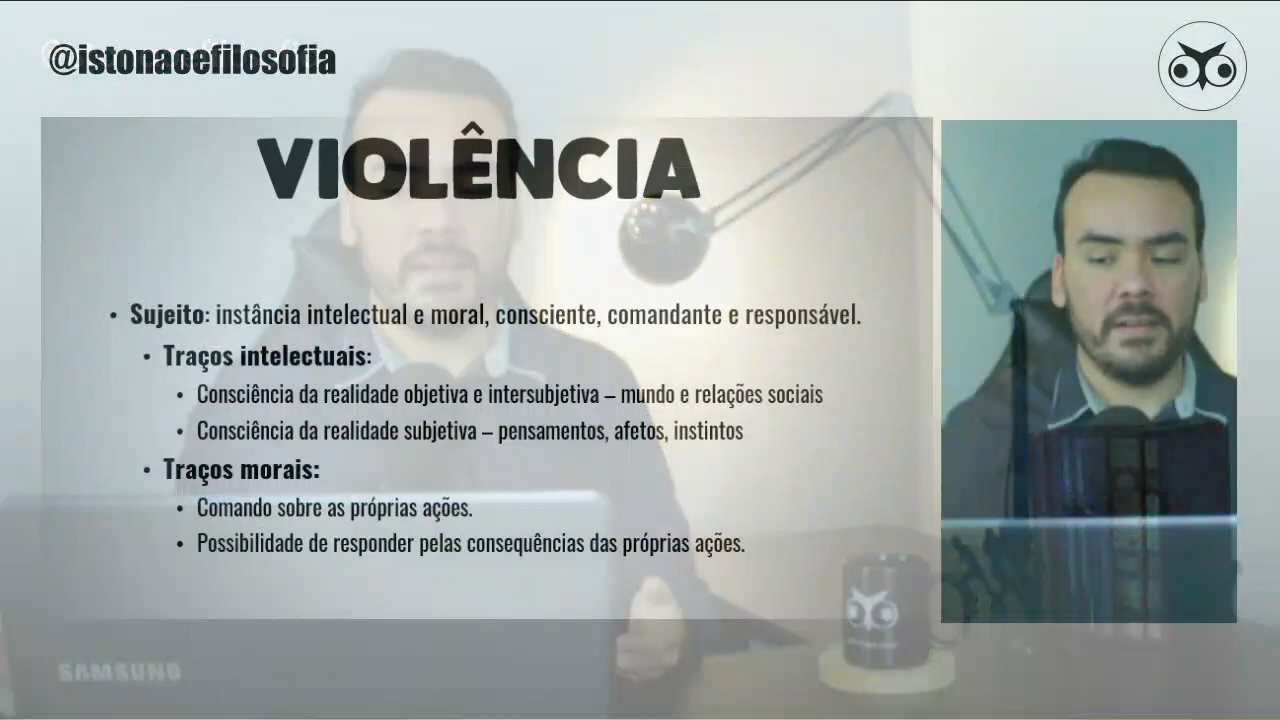 @istonaoefilosofia
VIOLÊNCIA
• Sujeito: instância intelectual e moral, consciente, comandante e responsável.
• Traços intelectuais:
• Consciência da realidade objetiva e intersubjetiva – mundo e relações sociais
• Consciência da realidade subjetiva – pensamentos, afetos, instintos
• Traços morais:
• Comando sobre as próprias ações.
• Possibilidade de responder pelas consequências das próprias ações.
SAMSUNG